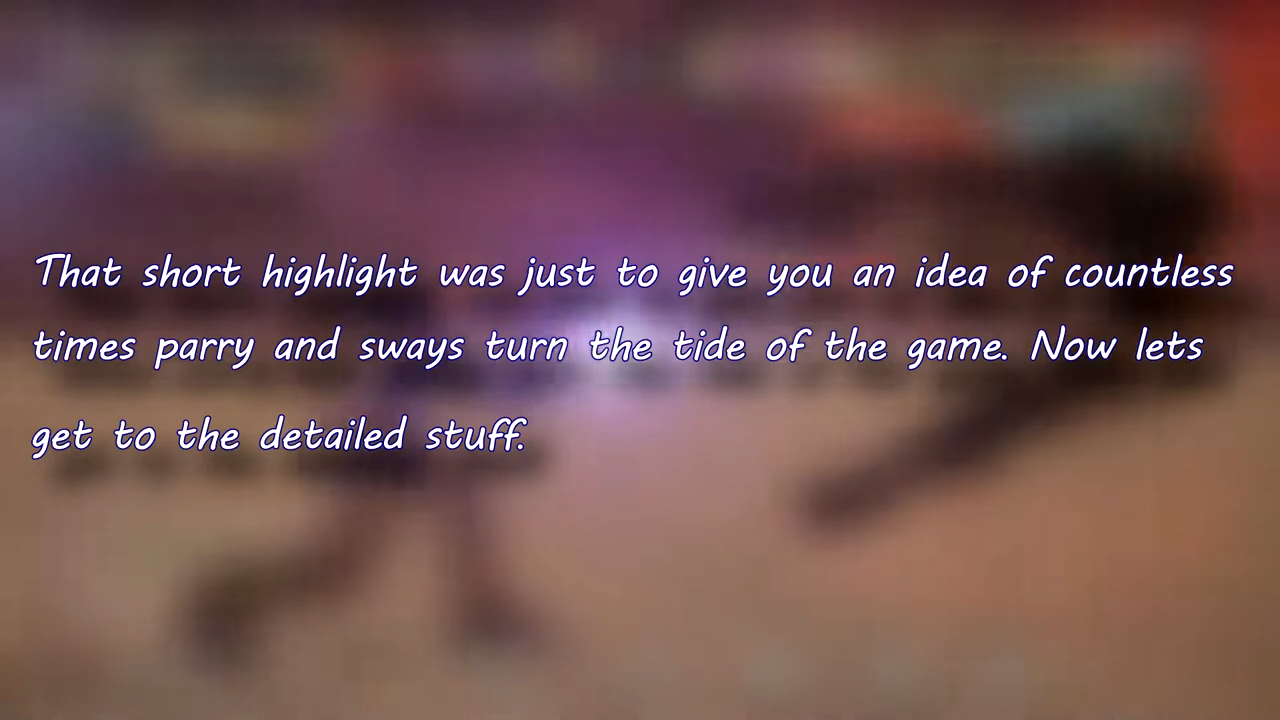 That short highlight was just to give you an idea of countless
times parry and sways turn the tide of the game. Now lets
get to the detailed stuff.